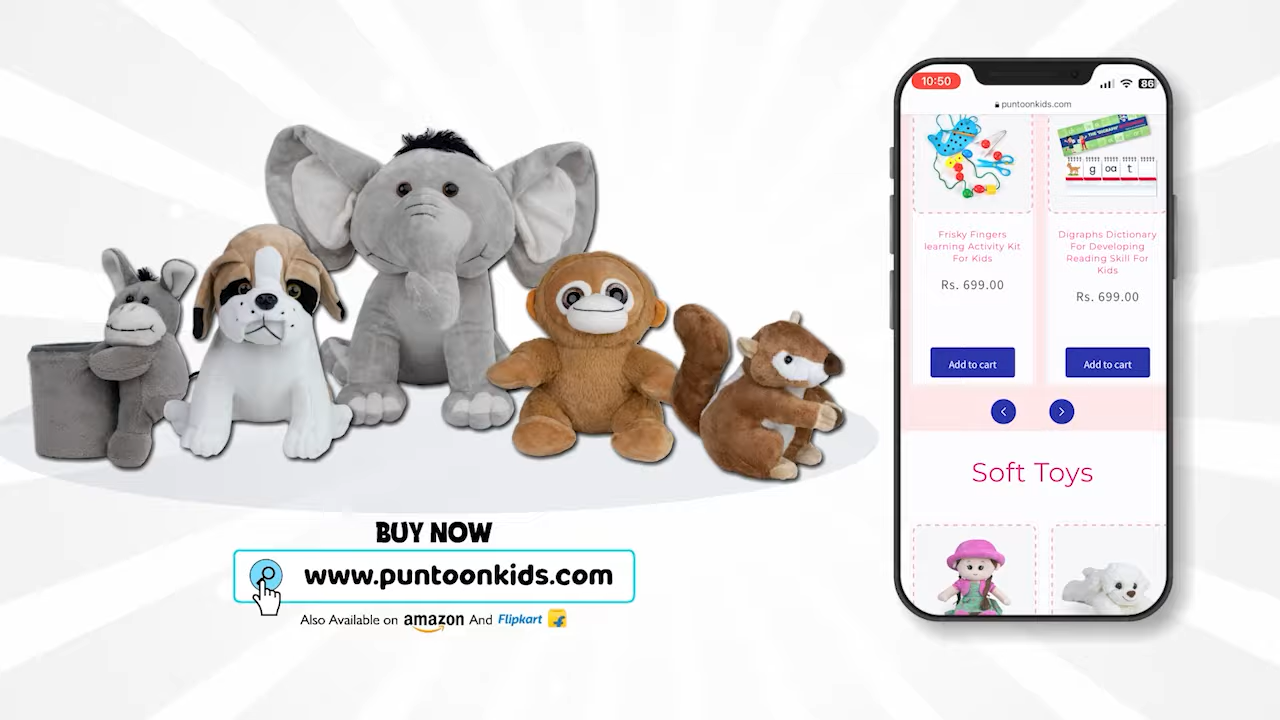 BUY NOW
www.puntoonkids.com
Also Available on amazon And Flipkart
10:50
86
puntoonkids.com
g oa t
Frisky Fingers
learning Activity Kit
For Kids
Rs. 699.00
Add to cart
Digraphs Dictionary
For Developing
Reading Skill For
Kids
Rs. 699.00
Add to cart
Soft Toys